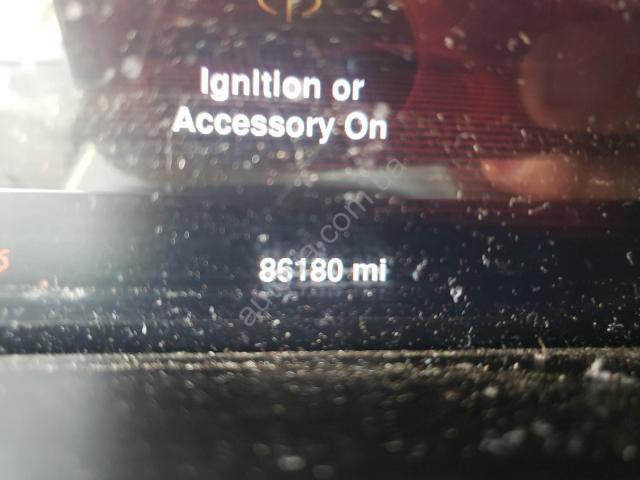 Ignition or
Accessory On
86180 mi